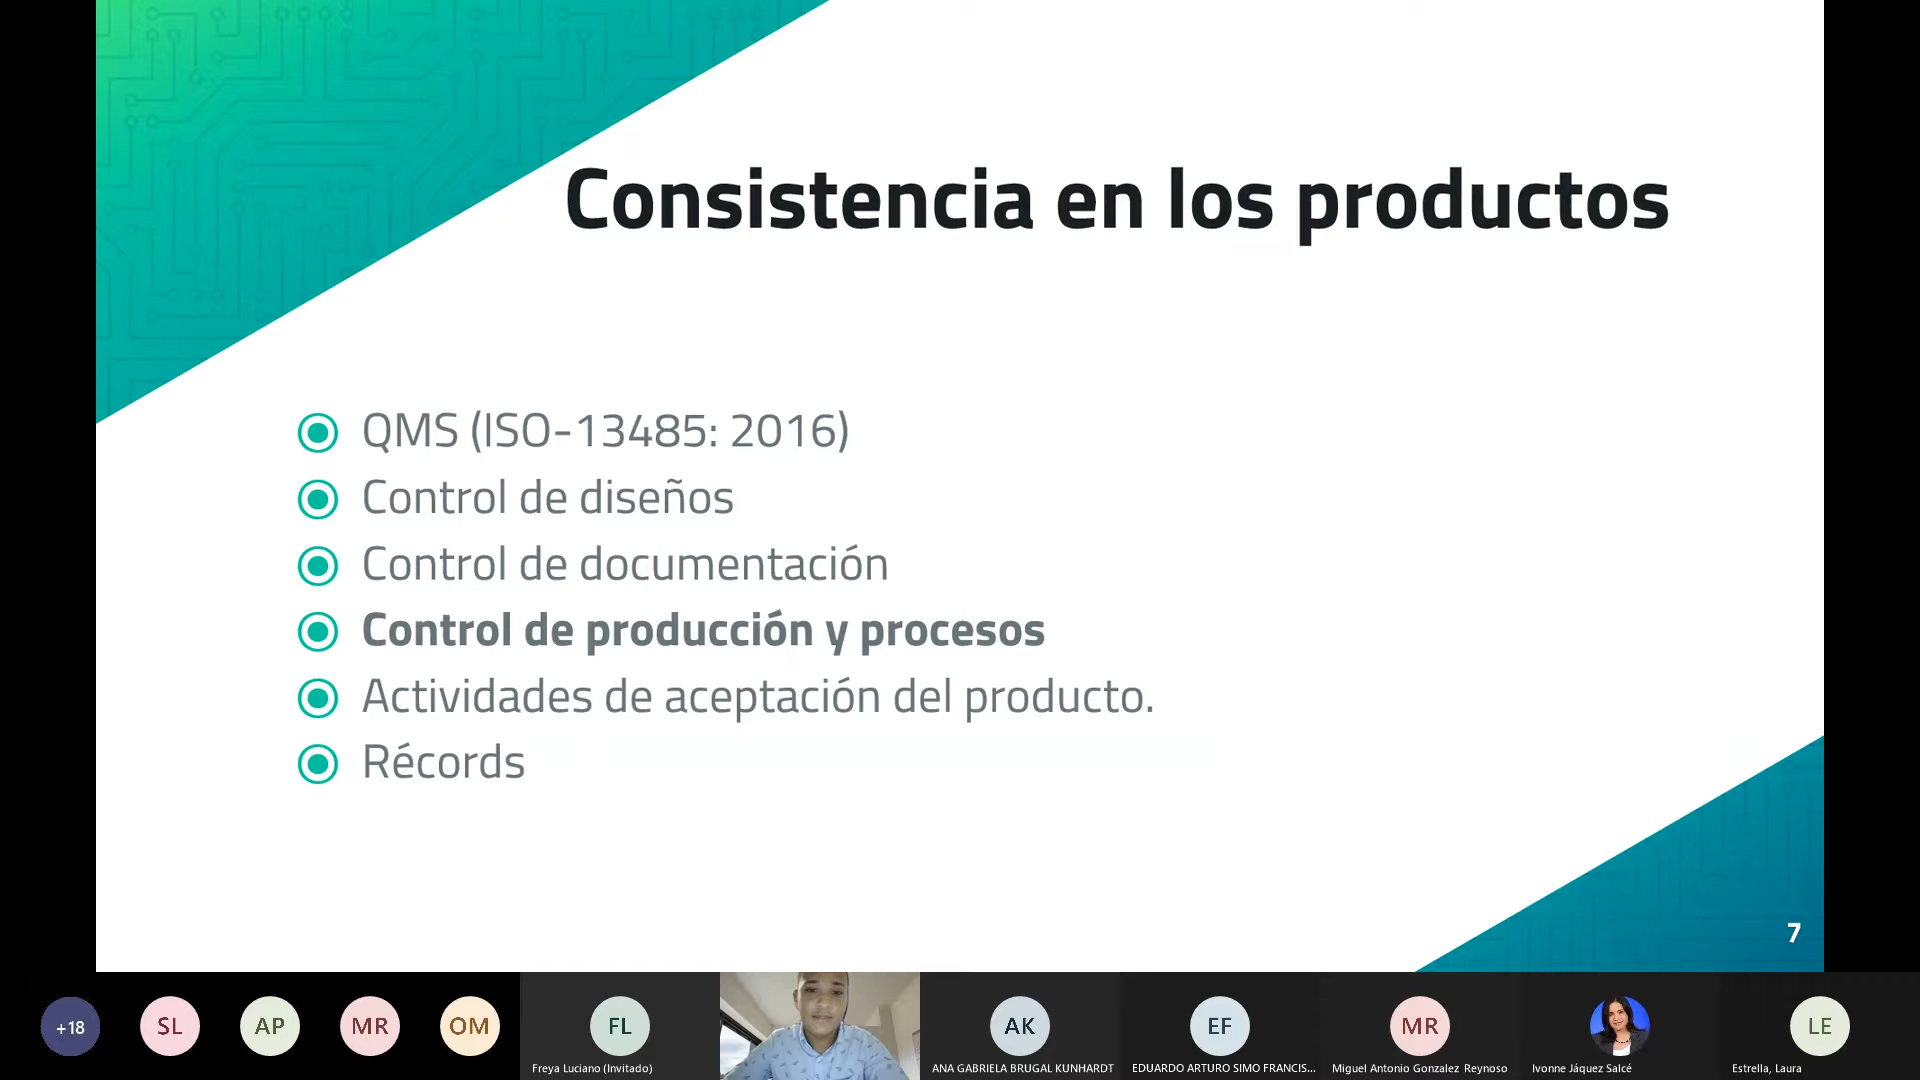 Consistencia en los productos
QMS (ISO-13485: 2016)
Control de diseños
Control de documentación
Control de producción y procesos
Actividades de aceptación del producto.
Récords
7
+18
SL
AP
MR
OM
FL
AK
EF
MR
LE
Freya Luciano (Invitado)
ANA GABRIELA BRUGAL KUNHARDT
EDUARDO ARTURO SIMO FRANCIS...
Miguel Antonio Gonzalez Reynoso
Ivonne Jáquez Salcé
Estrella, Laura